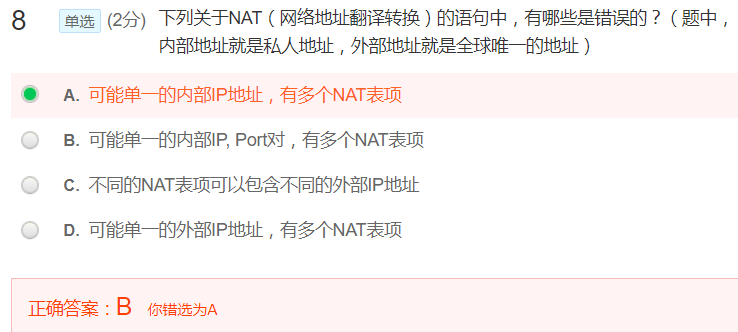 8 单选 (2分) 下列关于NAT（网络地址翻译转换）的语句中，有哪些是错误的？（题中，
内部地址就是私人地址，外部地址就是全球唯一的地址）
A. 可能单一的内部IP地址，有多个NAT表项
B. 可能单一的内部IP, Port对，有多个NAT表项
C. 不同的NAT表项可以包含不同的外部IP地址
D. 可能单一的外部IP地址，有多个NAT表项
正确答案：B 你错选为A